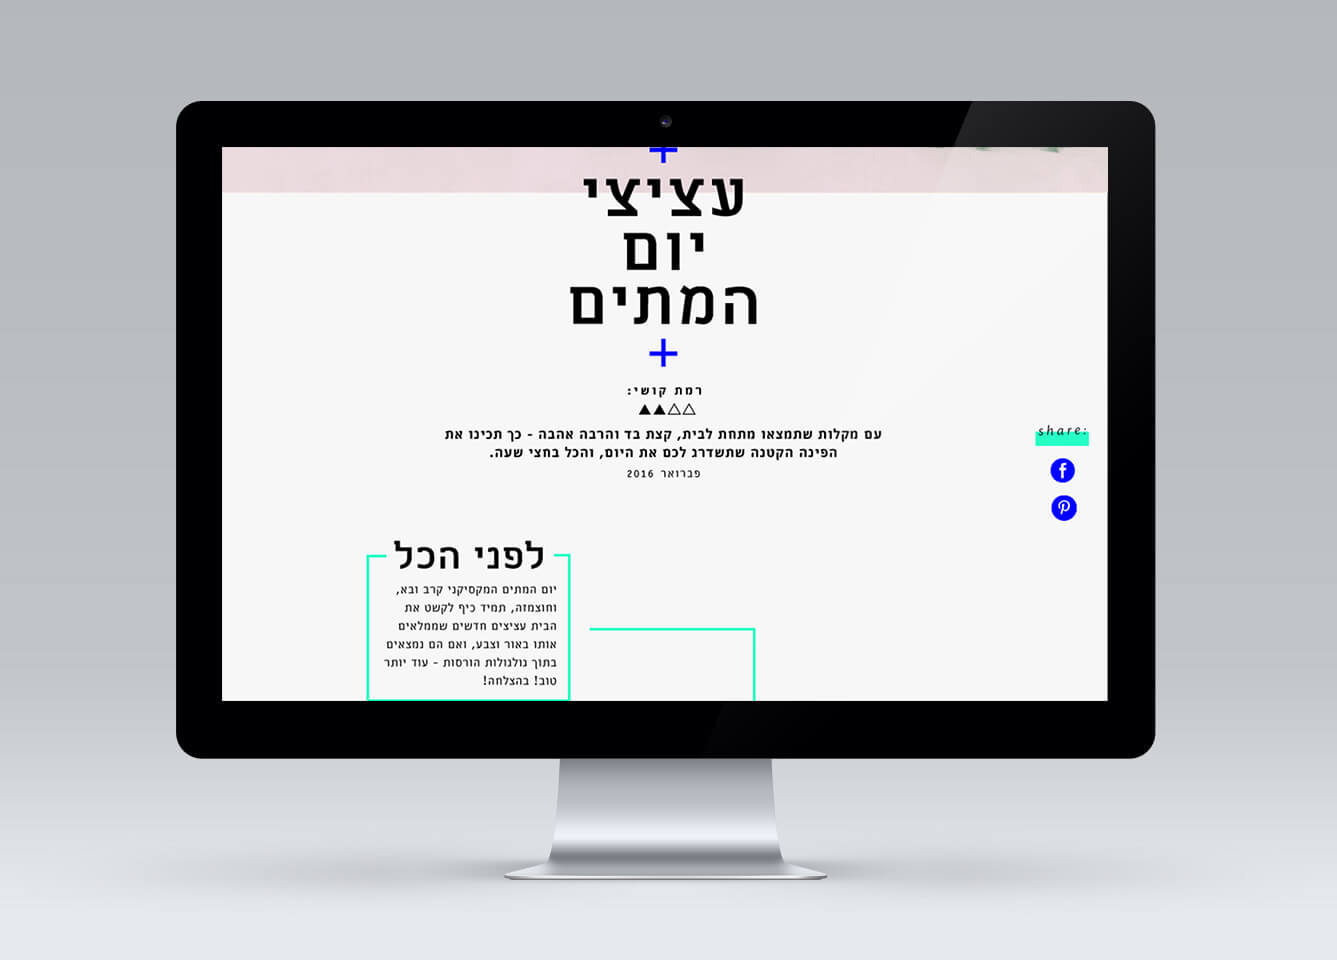 עציצי
יום
המתים
רמת קושי:
עם מקלות שתמצאו מתחת לבית, קצת בד והרבה אהבה - כך תכינו את
הפינה הקטנה שתשדרג לכם את היום, והכל בחצי שעה.
פברואר 2016
share:
לפני הכל
יום המתים המקסיקני קרב ובא,
וחוצמזה, תמיד כיף לקשט את
הבית עציצים חדשים שממלאים
אותו באור וצבע, ואם הם נמצאים
בתוך גולגולות הורסות - עוד יותר
טוב! בהצלחה!